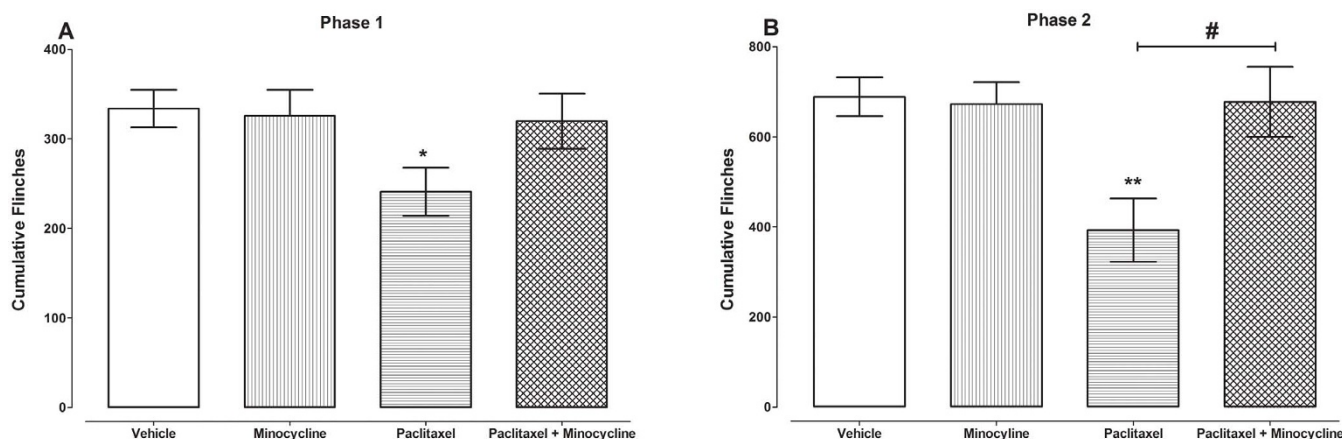 A
Phase 1
Cumulative Flinches
400
300
200
100
0
*
Vehicle
Minocycline
Paclitaxel
Paclitaxel + Minocycline
B
Phase 2
#
Cumulative Flinches
800
600
400
200
0
**
Vehicle
Minocyline
Paclitaxel
Paclitaxel + Minocycline